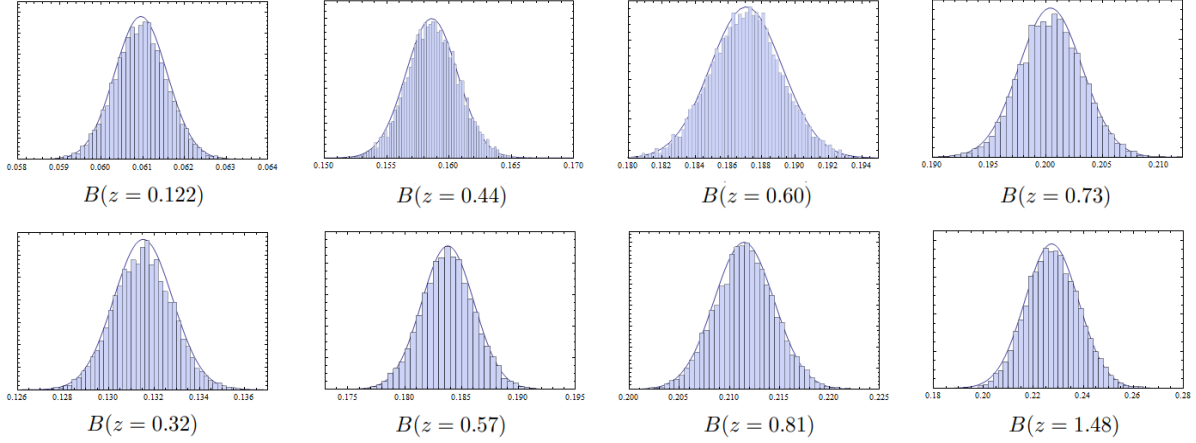 0.058 0.059 0.060 0.061 0.062 0.063 0.064
B(z = 0.122)
0.150 0.155 0.160 0.165 0.170
B(z = 0.44)
0.180 0.182 0.184 0.186 0.188 0.190 0.192 0.194
B(z = 0.60)
0.190 0.195 0.200 0.205 0.210
B(z = 0.73)
0.126 0.128 0.130 0.132 0.134 0.136
B(z = 0.32)
0.175 0.180 0.185 0.190 0.195
B(z = 0.57)
0.200 0.205 0.210 0.215 0.220 0.225
B(z = 0.81)
0.18 0.20 0.22 0.24 0.26 0.28
B(z = 1.48)